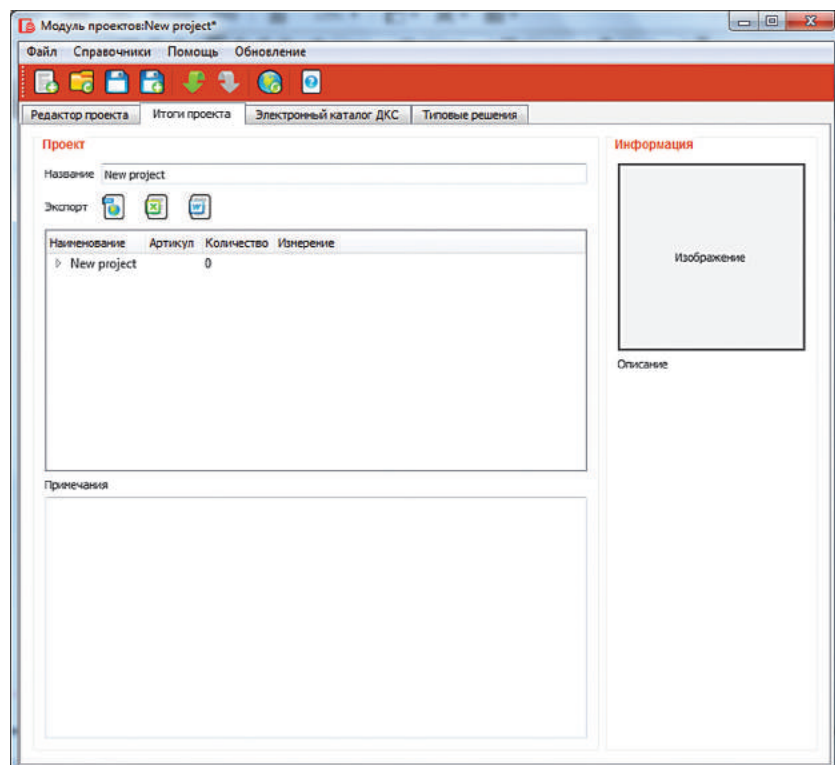 Модуль проектов:New project*
Файл Справочники Помощь Обновление
Редактор проекта Итоги проекта Электронный каталог ДКС Типовые решения
Проект Информация
Название New project
Экспорт
Наименование Артикул Количество Измерение
New project 0
Изображение
Описание
Примечания